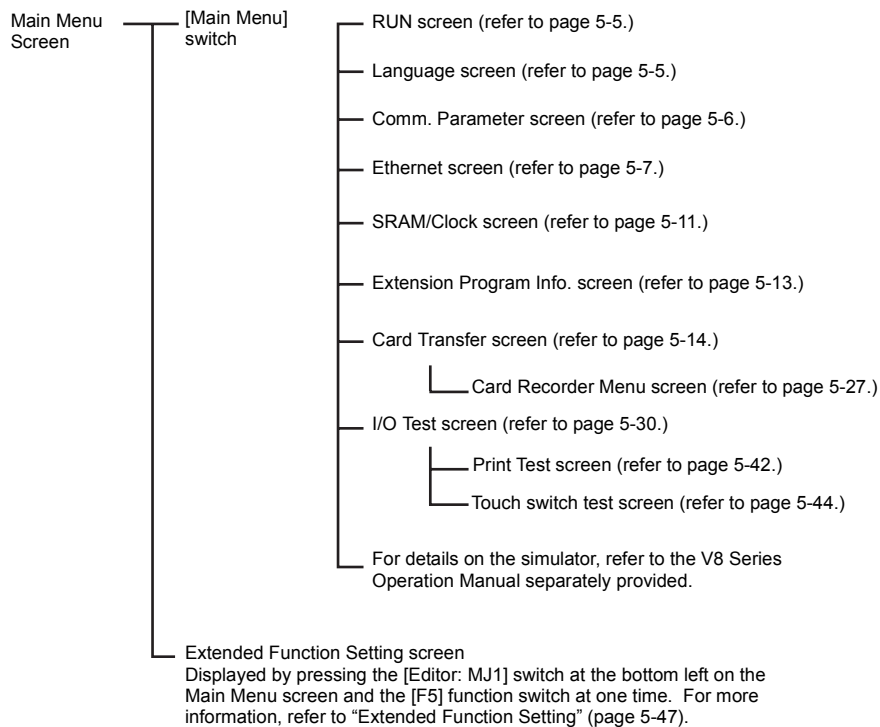 Main Menu
Screen
[Main Menu]
switch
RUN screen (refer to page 5-5.)
Language screen (refer to page 5-5.)
Comm. Parameter screen (refer to page 5-6.)
Ethernet screen (refer to page 5-7.)
SRAM/Clock screen (refer to page 5-11.)
Extension Program Info. screen (refer to page 5-13.)
Card Transfer screen (refer to page 5-14.)
Card Recorder Menu screen (refer to page 5-27.)
I/O Test screen (refer to page 5-30.)
Print Test screen (refer to page 5-42.)
Touch switch test screen (refer to page 5-44.)
For details on the simulator, refer to the V8 Series
Operation Manual separately provided.
Extended Function Setting screen
Displayed by pressing the [Editor: MJ1] switch at the bottom left on the
Main Menu screen and the [F5] function switch at one time.  For more
information, refer to “Extended Function Setting” (page 5-47).